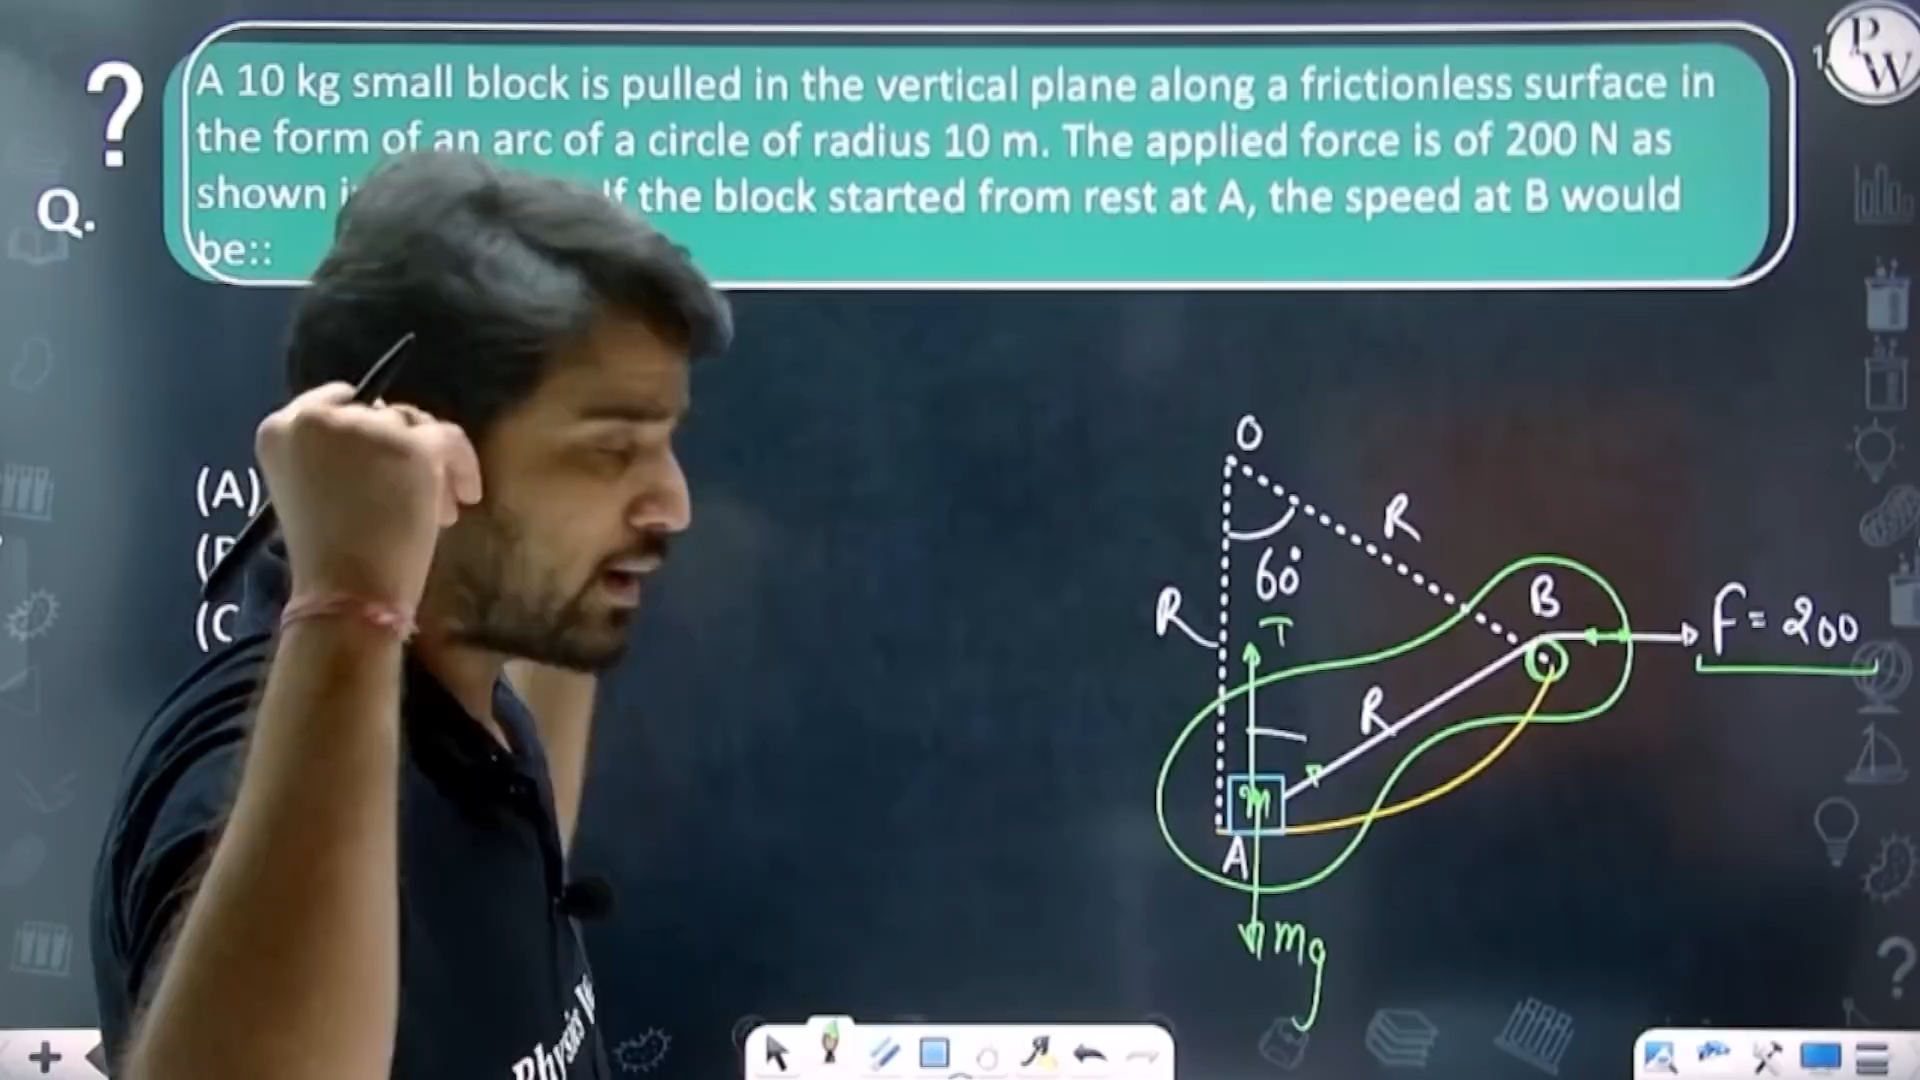 ?
Q.
A 10 kg small block is pulled in the vertical plane along a frictionless surface in
the form of an arc of a circle of radius 10 m. The applied force is of 200 N as
shown If the block started from rest at A, the speed at B would
be::
P
W
(A)
(C
O
R
60°
R
T
B
F = 200
R
m
A
mg
Physics